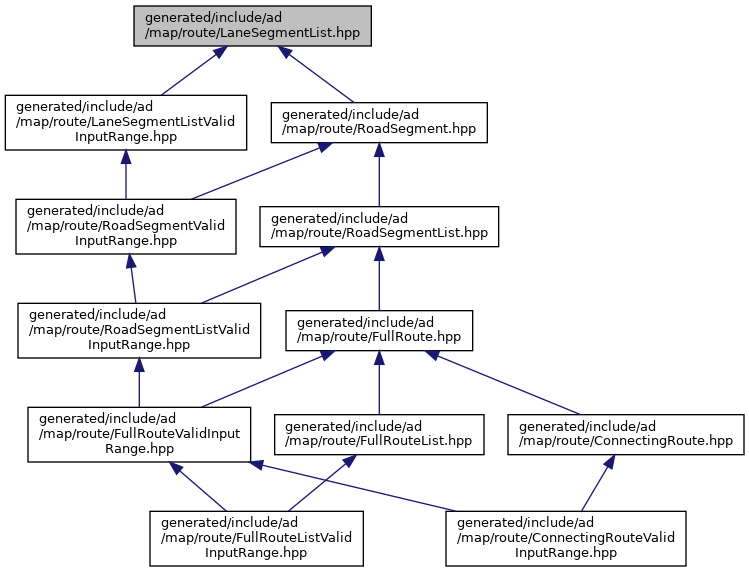 generated/include/ad
/map/route/LaneSegmentList.hpp
generated/include/ad
/map/route/LaneSegmentListValid
InputRange.hpp
generated/include/ad
/map/route/RoadSegment.hpp
generated/include/ad
/map/route/RoadSegmentValid
InputRange.hpp
generated/include/ad
/map/route/RoadSegmentList.hpp
generated/include/ad
/map/route/RoadSegmentListValid
InputRange.hpp
generated/include/ad
/map/route/FullRoute.hpp
generated/include/ad
/map/route/FullRouteValidInput
Range.hpp
generated/include/ad
/map/route/FullRouteList.hpp
generated/include/ad
/map/route/ConnectingRoute.hpp
generated/include/ad
/map/route/FullRouteListValid
InputRange.hpp
generated/include/ad
/map/route/ConnectingRouteValid
InputRange.hpp